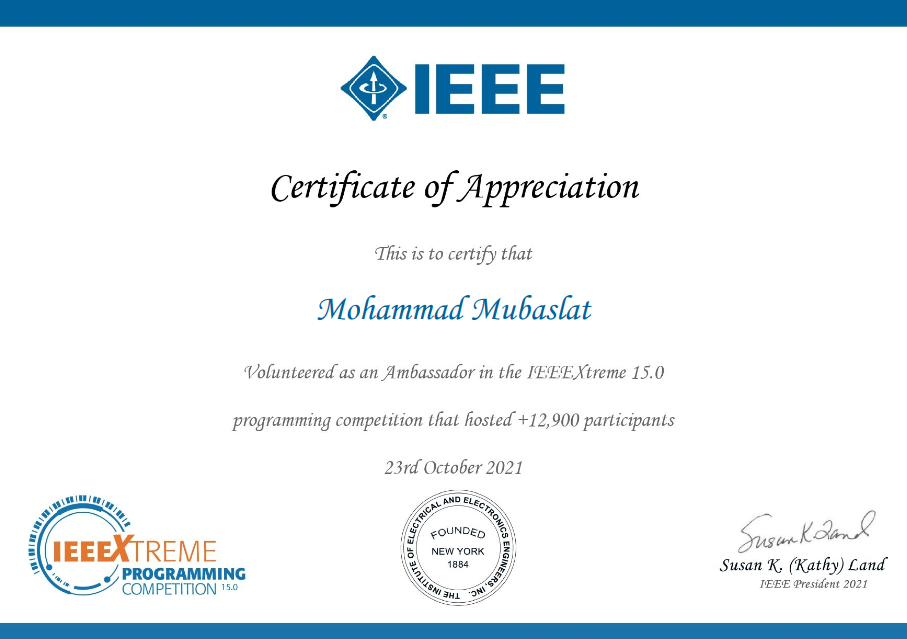 IEEE
®
Certificate of Appreciation
This is to certify that
Mohammad Mubaslat
Volunteered as an Ambassador in the IEEEXtreme 15.0
programming competition that hosted +12,900 participants
23rd October 2021
IEEEXTREME
PROGRAMMING
COMPETITION 15.0
THE INSTITUTE OF ELECTRICAL AND ELECTRONICS ENGINEERS, INC.
FOUNDED
NEW YORK
1884
Susan K Land
Susan K. (Kathy) Land
IEEE President 2021